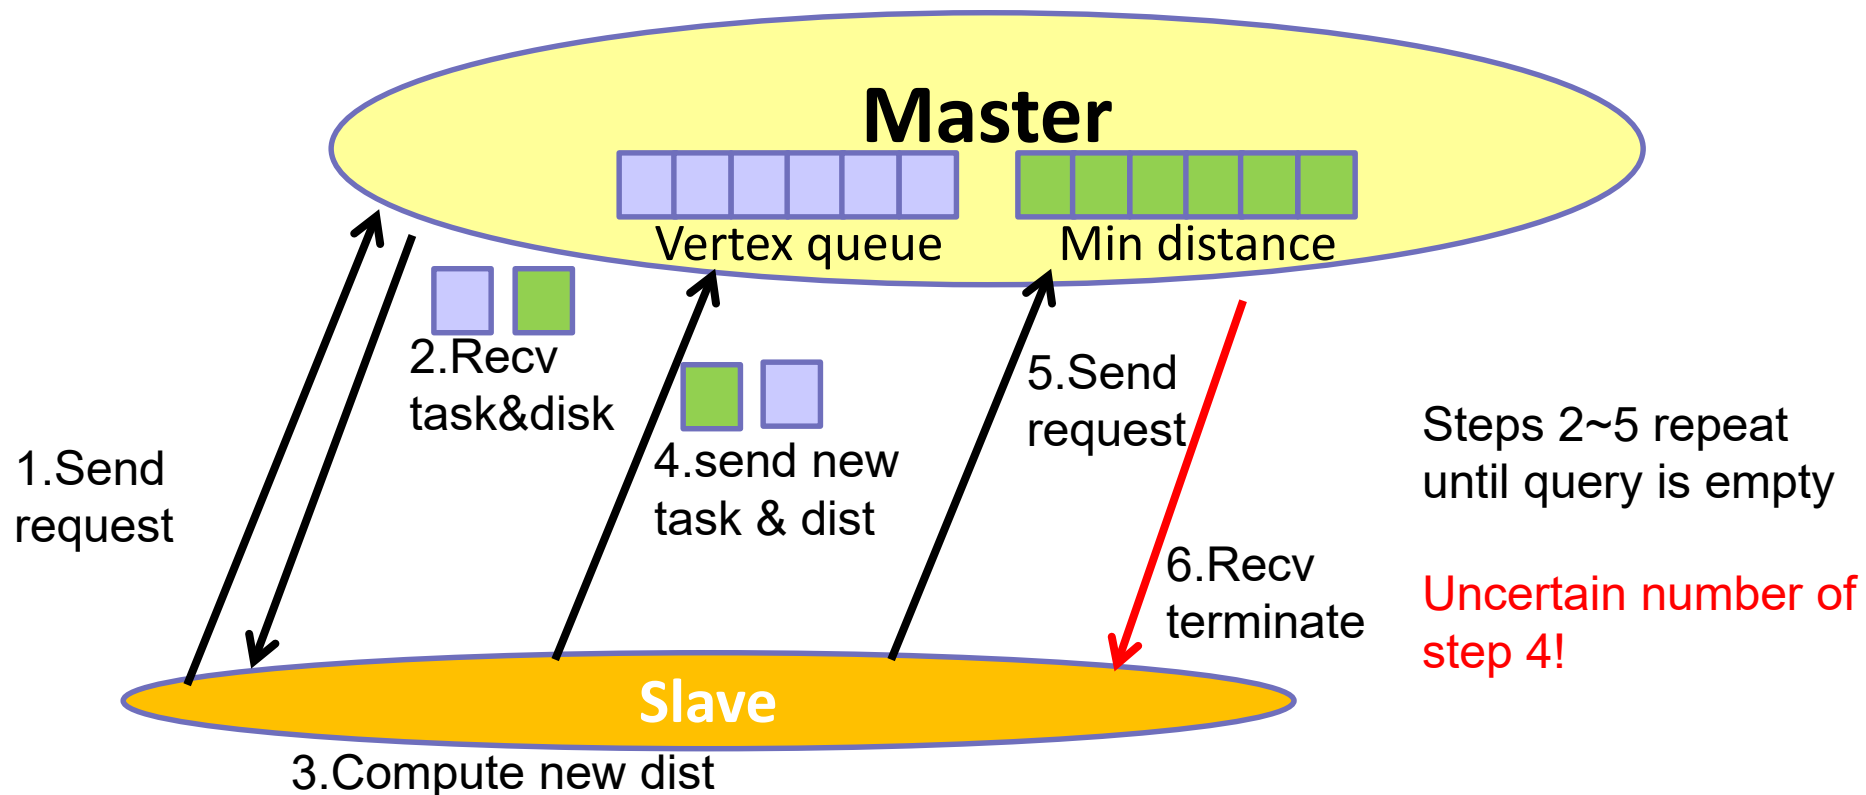 Master
Vertex queue
Min distance
1.Send
request
2.Recv
task&disk
4.send new
task & dist
5.Send
request
6.Recv
terminate
Steps 2~5 repeat
until query is empty
Uncertain number of
step 4!
Slave
3.Compute new dist